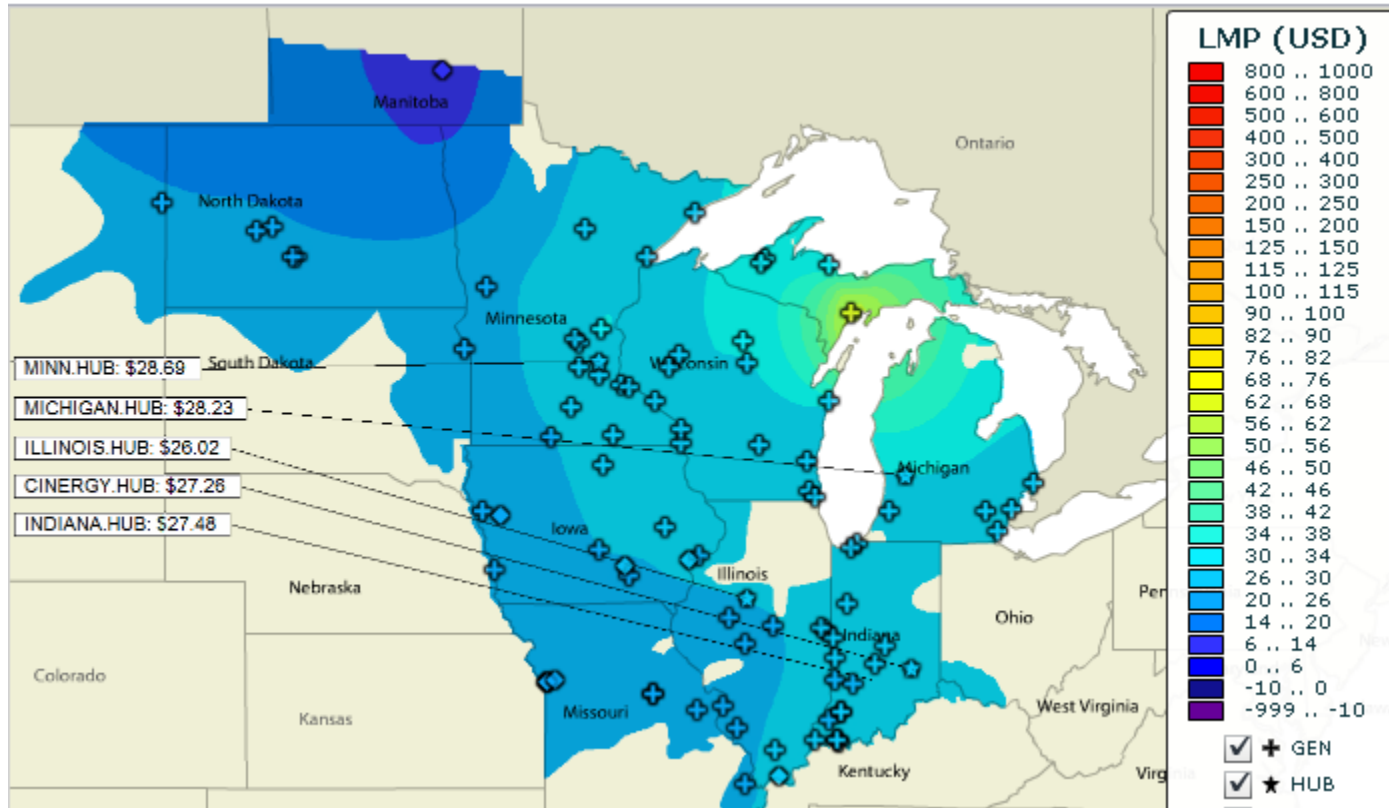 LMP (USD)
800 .. 1000
600 .. 800
500 .. 600
400 .. 500
300 .. 400
250 .. 300
200 .. 250
150 .. 200
125 .. 150
115 .. 125
100 .. 115
90 .. 100
82 .. 90
76 .. 82
68 .. 76
62 .. 68
56 .. 62
50 .. 56
46 .. 50
42 .. 46
38 .. 42
34 .. 38
30 .. 34
26 .. 30
20 .. 26
14 .. 20
6 .. 14
0 .. 6
-10 .. 0
-999 .. -10
GEN
HUB
Manitoba
Ontario
North Dakota
Minnesota
South Dakota
Wisconsin
MINN.HUB: $28.69
MICHIGAN.HUB: $28.23
ILLINOIS.HUB: $26.02
CINERGY.HUB: $27.26
INDIANA.HUB: $27.48
Michigan
Iowa
Illinois
Nebraska
Ohio
Indiana
Colorado
Kansas
Missouri
West Virginia
Kentucky